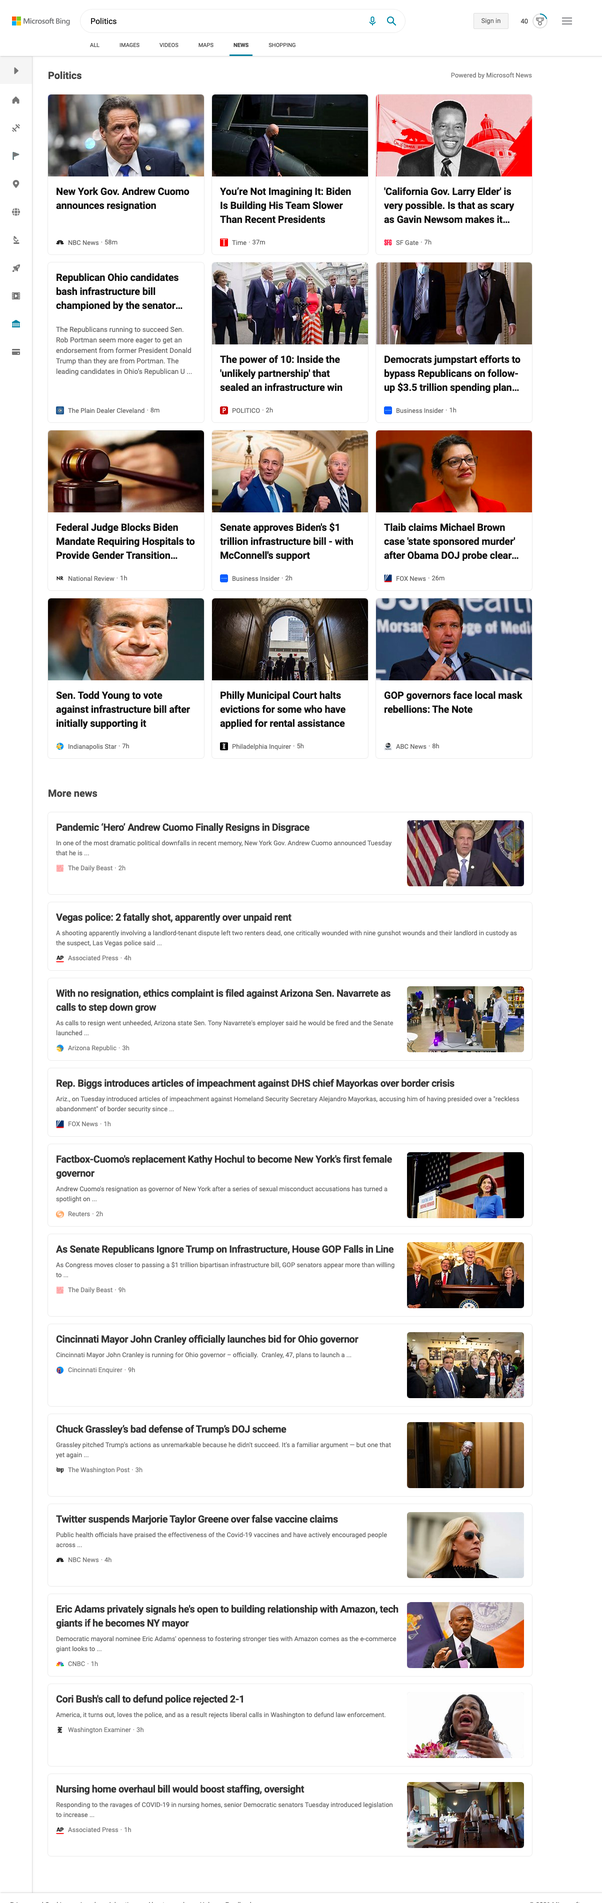 Microsoft Bing
Politics
Sign in
40
ALL
IMAGES
VIDEOS
MAPS
NEWS
SHOPPING
Politics
Powered by Microsoft News
New York Gov. Andrew Cuomo
announces resignation
NBC News · 58m
You're Not Imagining It: Biden
Is Building His Team Slower
Than Recent Presidents
Time · 37m
'California Gov. Larry Elder' is
very possible. Is that as scary
as Gavin Newsom makes it...
SF Gate · 7h
Republican Ohio candidates
bash infrastructure bill
championed by the senator...
The Republicans running to succeed Sen.
Rob Portman seem more eager to get an
endorsement from former President Donald
Trump than they are from Portman. The
leading candidates in Ohio's Republican U ...
The Plain Dealer Cleveland · 8m
The power of 10: Inside the
'unlikely partnership' that
sealed an infrastructure win
POLITICO · 2h
Democrats jumpstart efforts to
bypass Republicans on follow-
up $3.5 trillion spending plan...
Business Insider · 1h
Federal Judge Blocks Biden
Mandate Requiring Hospitals to
Provide Gender Transition...
NR National Review · 1h
Senate approves Biden's $1
trillion infrastructure bill - with
McConnell's support
Business Insider · 2h
Tlaib claims Michael Brown
case 'state sponsored murder'
after Obama DOJ probe clear...
FOX News · 26m
Sen. Todd Young to vote
against infrastructure bill after
initially supporting it
Indianapolis Star · 7h
Philly Municipal Court halts
evictions for some who have
applied for rental assistance
Philadelphia Inquirer · 5h
GOP governors face local mask
rebellions: The Note
ABC News · 8h
More news
Pandemic 'Hero' Andrew Cuomo Finally Resigns in Disgrace
In one of the most dramatic political downfalls in recent memory, New York Gov. Andrew Cuomo announced Tuesday
that he is ...
The Daily Beast · 2h
Vegas police: 2 fatally shot, apparently over unpaid rent
A shooting apparently involving a landlord-tenant dispute left two renters dead, one critically wounded with nine gunshot wounds and their landlord in custody as
the suspect, Las Vegas police said ...
AP Associated Press · 4h
With no resignation, ethics complaint is filed against Arizona Sen. Navarrete as
calls to step down grow
As calls to resign went unheeded, Arizona state Sen. Tony Navarrete's employer said he would be fired and the Senate
launched ...
Arizona Republic · 3h
Rep. Biggs introduces articles of impeachment against DHS chief Mayorkas over border crisis
Ariz., on Tuesday introduced articles of impeachment against Homeland Security Secretary Alejandro Mayorkas, accusing him of having presided over a "reckless
abandonment" of border security since ...
FOX News · 1h
Factbox-Cuomo's replacement Kathy Hochul to become New York's first female
governor
Andrew Cuomo's resignation as governor of New York after a series of sexual misconduct accusations has turned a
spotlight on ...
Reuters · 2h
As Senate Republicans Ignore Trump on Infrastructure, House GOP Falls in Line
As Congress moves closer to passing a $1 trillion bipartisan infrastructure bill, GOP senators appear more than willing
to ...
The Daily Beast · 9h
Cincinnati Mayor John Cranley officially launches bid for Ohio governor
Cincinnati Mayor John Cranley is running for Ohio governor – officially. Cranley, 47, plans to launch a ...
Cincinnati Enquirer · 9h
Chuck Grassley's bad defense of Trump's DOJ scheme
Grassley pitched Trump's actions as unremarkable because he didn't succeed. It's a familiar argument — but one that
yet again ...
wp The Washington Post · 3h
Twitter suspends Marjorie Taylor Greene over false vaccine claims
Public health officials have praised the effectiveness of the Covid-19 vaccines and have actively encouraged people
across ...
NBC News · 4h
Eric Adams privately signals he's open to building relationship with Amazon, tech
giants if he becomes NY mayor
Democratic mayoral nominee Eric Adams' openness to fostering stronger ties with Amazon comes as the e-commerce
giant looks to ...
CNBC · 1h
Cori Bush's call to defund police rejected 2-1
America, it turns out, loves the police, and as a result rejects liberal calls in Washington to defund law enforcement.
Washington Examiner · 3h
Nursing home overhaul bill would boost staffing, oversight
Responding to the ravages of COVID-19 in nursing homes, senior Democratic senators Tuesday introduced legislation
to increase ...
AP Associated Press · 1h